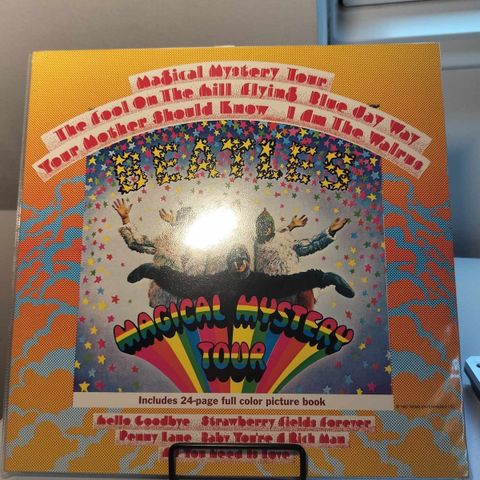 Magical Mystery Tour
The Fool On The Hill Flying Blue Jay Way
Your Mother Should Know I Am The Walrus
BEATLES
MAGICAL MYSTERY
TOUR
Includes 24-page full color picture book
Hello Goodbye Strawberry Fields Forever
Penny Lane Baby You're A Rich Man
All You Need Is Love